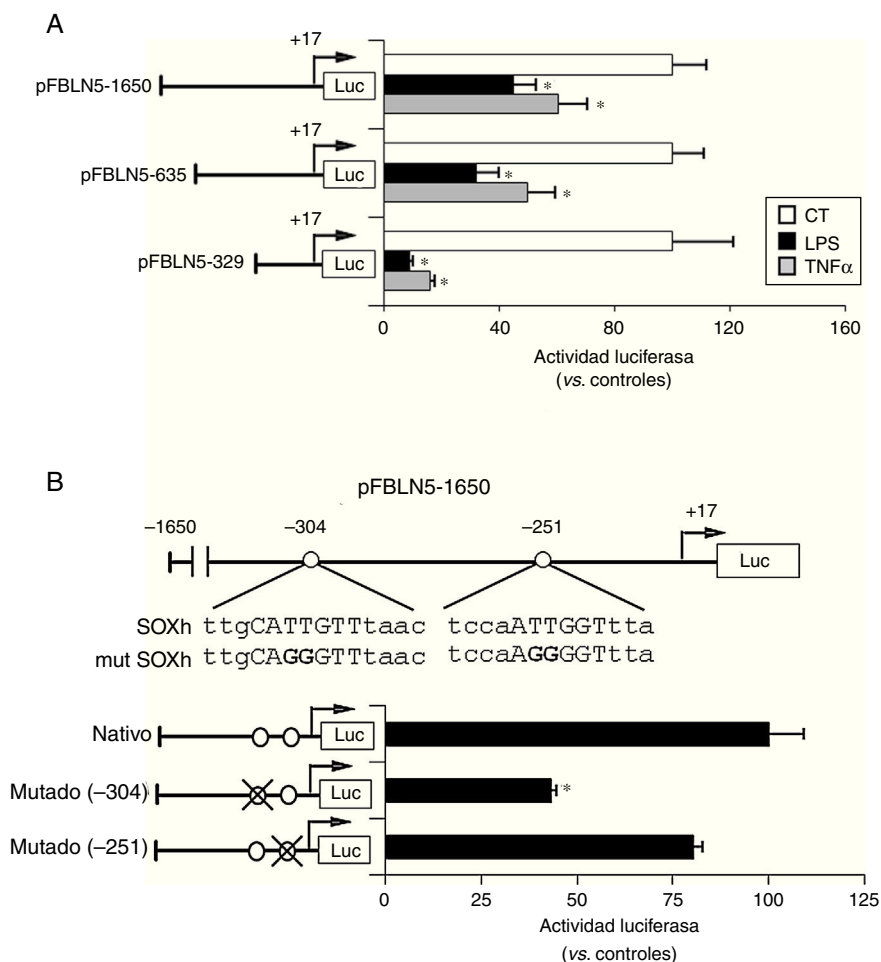 A
+17
pFBLN5-1650
Luc
*
*
+17
pFBLN5-635
Luc
*
*
+17
pFBLN5-329
Luc
*
*
CT
LPS
TNFα
0 40 80 120 160
Actividad luciferasa
(vs. controles)
B
pFBLN5-1650
–1650 –304 –251 +17
Luc
SOXh ttgCATTGTTtaac tccaATTGGTtta
mut SOXh ttgCAGGGTTtaac tccaAGGGGTtta
Nativo
Luc
Mutado (–304)
Luc
*
Mutado (–251)
Luc
0 25 50 75 100 125
Actividad luciferasa
(vs. controles)